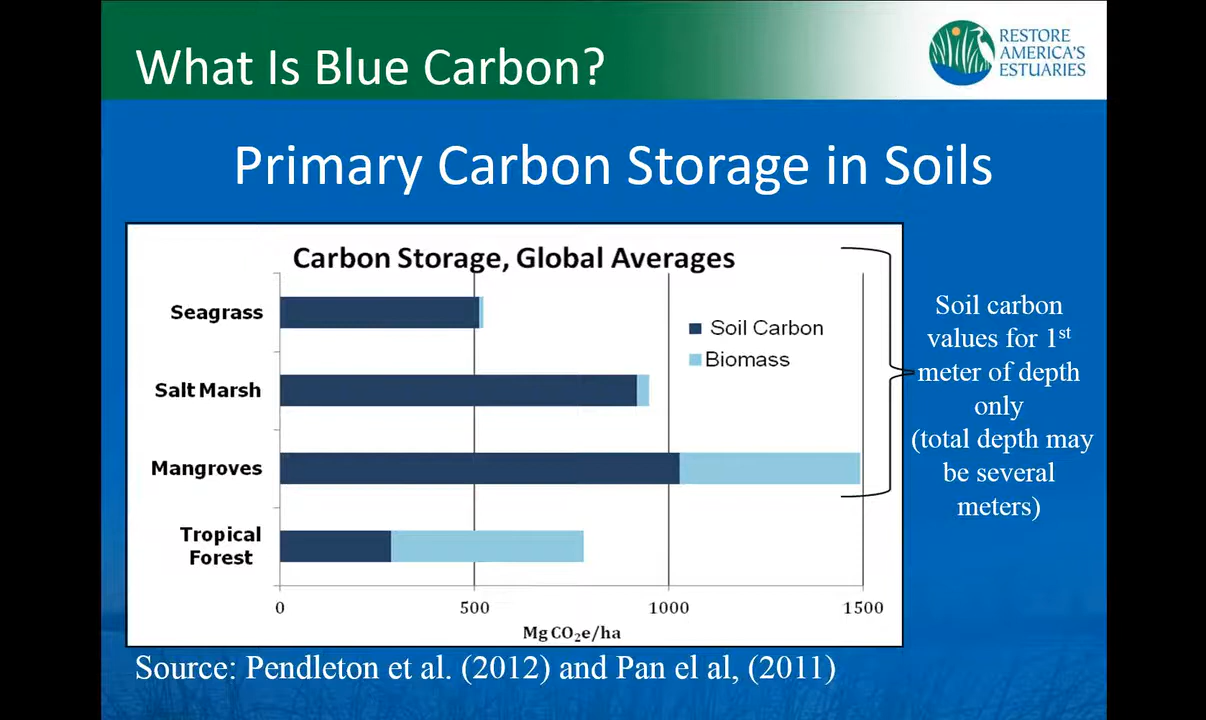 What Is Blue Carbon?
RESTORE
AMERICA'S
ESTUARIES
Primary Carbon Storage in Soils
Carbon Storage, Global Averages
Seagrass
Salt Marsh
Mangroves
Tropical
Forest
Soil Carbon
Biomass
0 500 1000 1500
Mg CO₂e/ha
Soil carbon
values for 1st
meter of depth
only
(total depth may
be several
meters)
Source: Pendleton et al. (2012) and Pan el al, (2011)